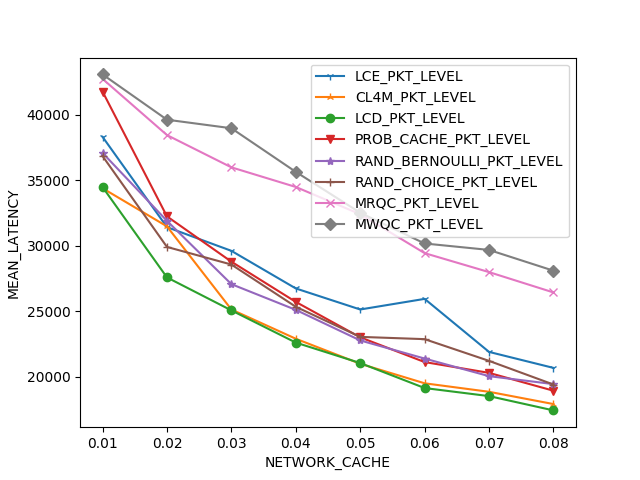 LCE_PKT_LEVEL
CL4M_PKT_LEVEL
LCD_PKT_LEVEL
PROB_CACHE_PKT_LEVEL
RAND_BERNOULLI_PKT_LEVEL
RAND_CHOICE_PKT_LEVEL
MRQC_PKT_LEVEL
MWQC_PKT_LEVEL
MEAN_LATENCY
40000
35000
30000
25000
20000
0.01 0.02 0.03 0.04 0.05 0.06 0.07 0.08
NETWORK_CACHE